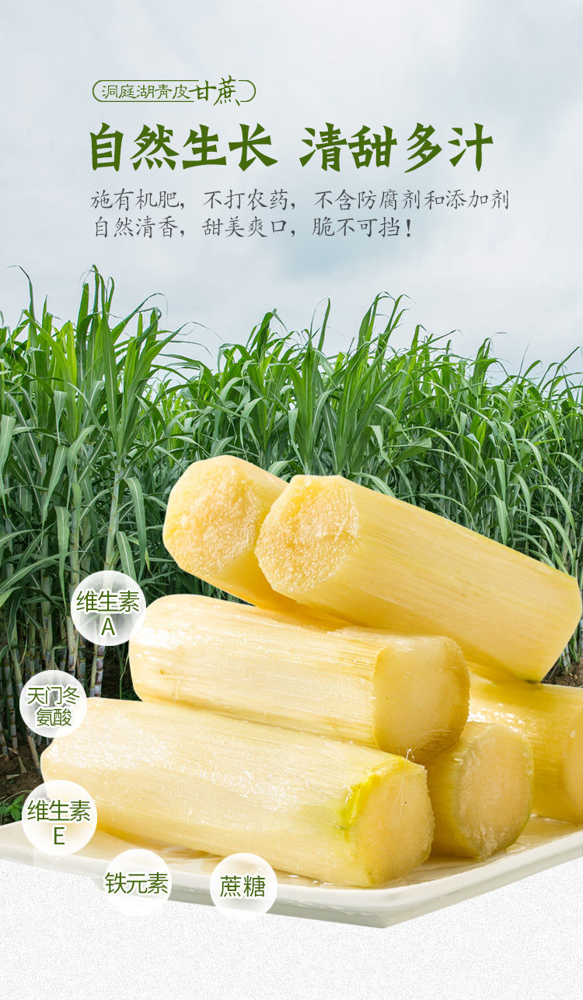 洞庭湖青皮甘蔗
自然生长 清甜多汁
施有机肥，不打农药，不含防腐剂和添加剂
自然清香，甜美爽口，脆不可挡！
维生素
A
天门冬
氨酸
维生素
E
铁元素
蔗糖